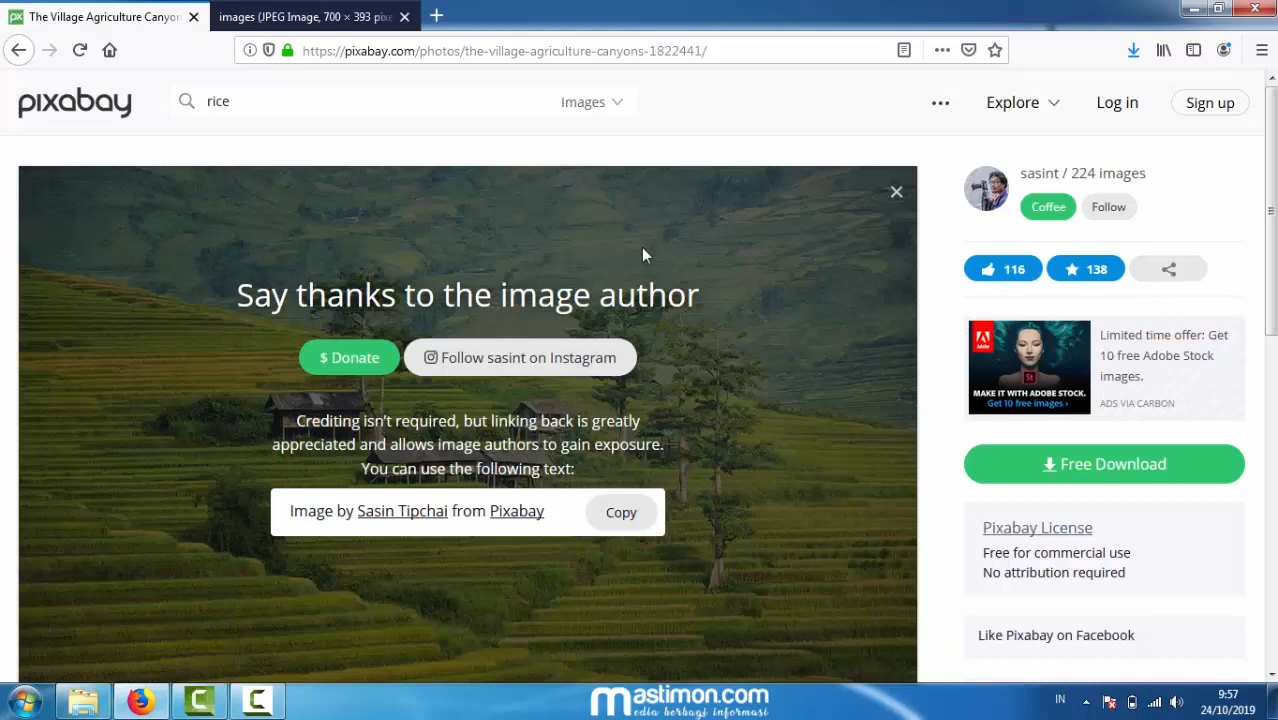 The Village Agriculture Canyon
images (JPEG Image, 700 × 393 pixe
https://pixabay.com/photos/the-village-agriculture-canyons-1822441/
pixabay
rice
Images
Explore
Log in
Sign up
sasint / 224 images
Coffee
Follow
116
138
Say thanks to the image author
$ Donate
Follow sasint on Instagram
Crediting isn't required, but linking back is greatly
appreciated and allows image authors to gain exposure.
You can use the following text:
Image by Sasin Tipchai from Pixabay
Copy
MAKE IT WITH ADOBE STOCK.
Get 10 free images ›
Limited time offer: Get
10 free Adobe Stock
images.
ADS VIA CARBON
Free Download
Pixabay License
Free for commercial use
No attribution required
Like Pixabay on Facebook
mastimon.com
edia berbagi informasi
IN
9:57
24/10/2019